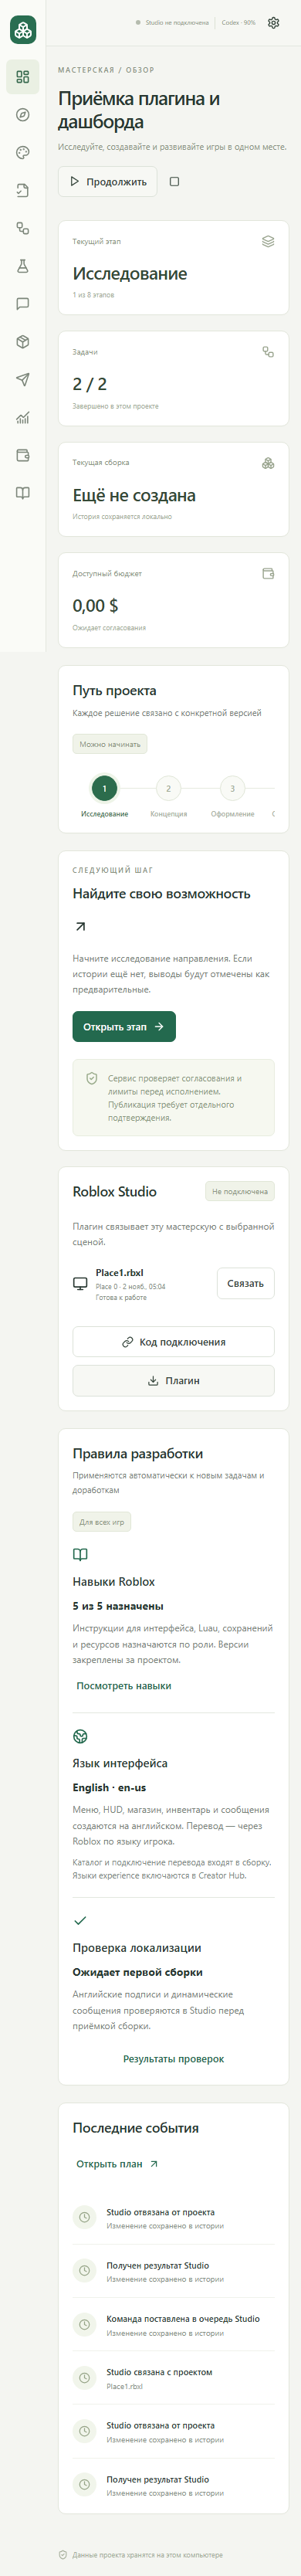 Studio не подключена
Codex · 90%
МАСТЕРСКАЯ / ОБЗОР
Приёмка плагина и
дашборда
Исследуйте, создавайте и развивайте игры в одном месте.
Продолжить
Текущий этап
Исследование
1 из 8 этапов
Задачи
2 / 2
Завершено в этом проекте
Текущая сборка
Ещё не создана
История сохраняется локально
Доступный бюджет
0,00 $
Ожидает согласования
Путь проекта
Каждое решение связано с конкретной версией
Можно начинать
1
2
3
Исследование
Концепция
Оформление
СЛЕДУЮЩИЙ ШАГ
Найдите свою возможность
Начните исследование направления. Если
истории ещё нет, выводы будут отмечены как
предварительные.
Открыть этап
Сервис проверяет согласования и
лимиты перед исполнением.
Публикация требует отдельного
подтверждения.
Roblox Studio
Не подключена
Плагин связывает эту мастерскую с выбранной
сценой.
Place1.rbxl
Place 0 · 2 нояб., 05:04
Готова к работе
Связать
Код подключения
Плагин
Правила разработки
Применяются автоматически к новым задачам и
доработкам
Для всех игр
Навыки Roblox
5 из 5 назначены
Инструкции для интерфейса, Luau, сохранений
и ресурсов назначаются по роли. Версии
закреплены за проектом.
Посмотреть навыки
Язык интерфейса
English · en-us
Меню, HUD, магазин, инвентарь и сообщения
создаются на английском. Перевод — через
Roblox по языку игрока.
Каталог и подключение перевода входят в сборку.
Языки experience включаются в Creator Hub.
Проверка локализации
Ожидает первой сборки
Английские подписи и динамические
сообщения проверяются в Studio перед
приёмкой сборки.
Результаты проверок
Последние события
Открыть план
Studio отвязана от проекта
Изменение сохранено в истории
Получен результат Studio
Изменение сохранено в истории
Команда поставлена в очередь Studio
Изменение сохранено в истории
Studio связана с проектом
Place1.rbxl
Studio отвязана от проекта
Изменение сохранено в истории
Получен результат Studio
Изменение сохранено в истории
Данные проекта хранятся на этом компьютере